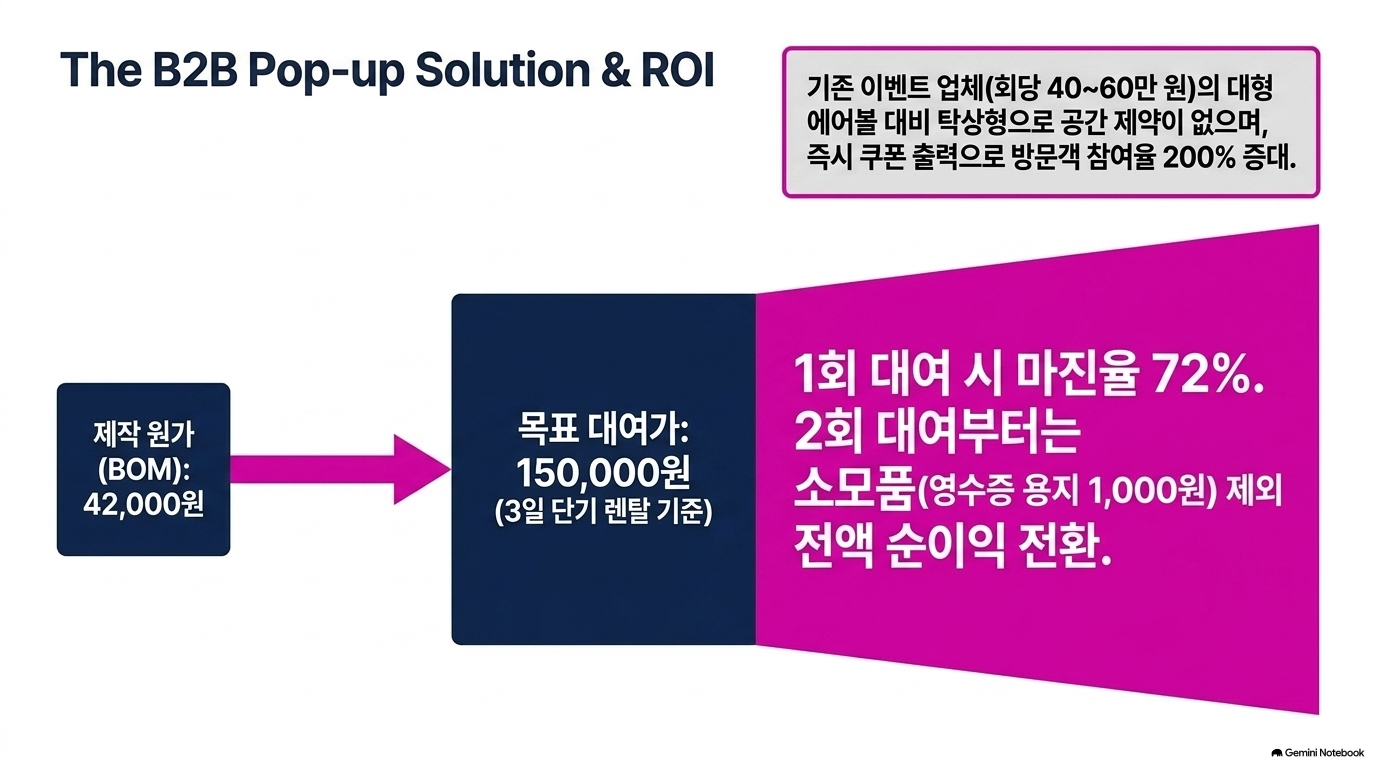 The B2B Pop-up Solution & ROI
기존 이벤트 업체(회당 40~60만 원)의 대형
에어볼 대비 탁상형으로 공간 제약이 없으며,
즉시 쿠폰 출력으로 방문객 참여율 200% 증대.
제작 원가
(BOM):
42,000원
목표 대여가:
150,000원
(3일 단기 렌탈 기준)
1회 대여 시 마진율 72%.
2회 대여부터는
소모품(영수증 용지 1,000원) 제외
전액 순이익 전환.
Gemini Notebook